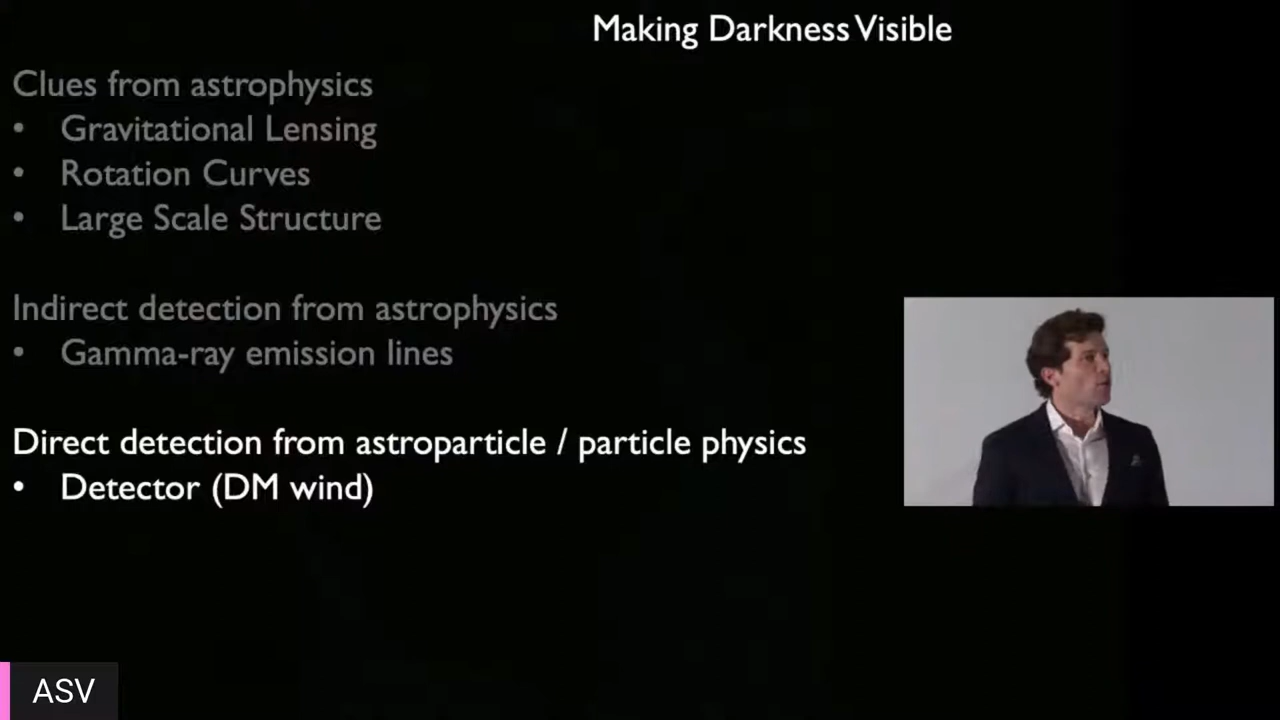 Making Darkness Visible
Clues from astrophysics
• Gravitational Lensing
• Rotation Curves
• Large Scale Structure
Indirect detection from astrophysics
• Gamma-ray emission lines
Direct detection from astroparticle / particle physics
• Detector (DM wind)
ASV